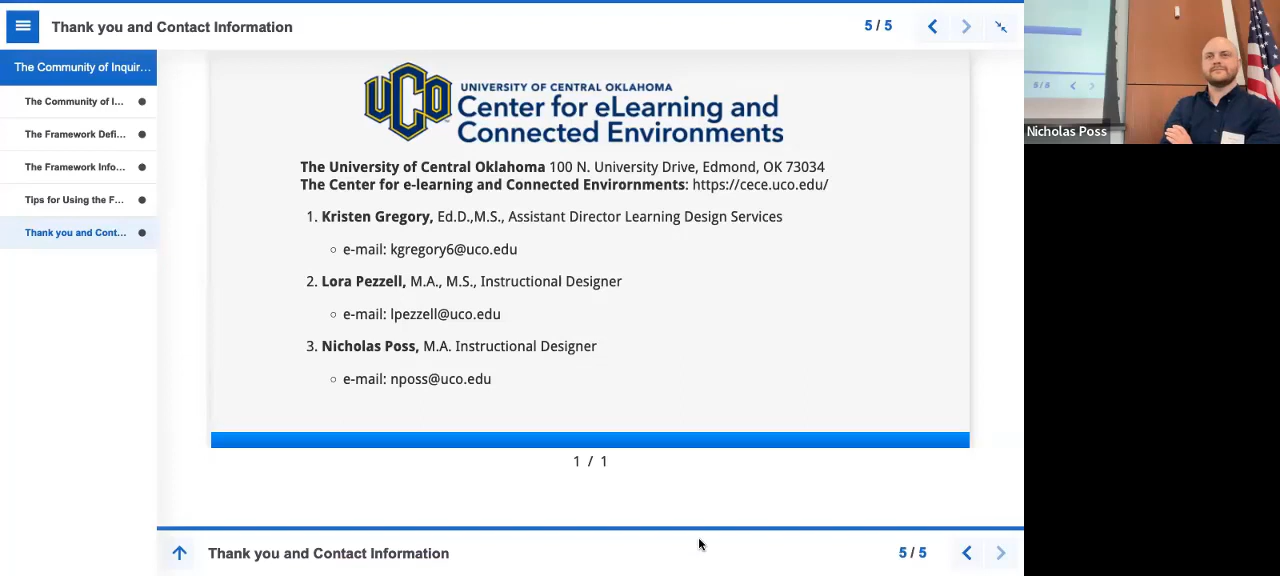 Thank you and Contact Information
5 / 5
The Community of Inquir...
The Community of I...
The Framework Defi...
The Framework Info...
Tips for Using the F...
Thank you and Cont...
UCO
UNIVERSITY OF CENTRAL OKLAHOMA
Center for eLearning and
Connected Environments
The University of Central Oklahoma 100 N. University Drive, Edmond, OK 73034
The Center for e-learning and Connected Envirornments: https://cece.uco.edu/
1. Kristen Gregory, Ed.D.,M.S., Assistant Director Learning Design Services
e-mail: kgregory6@uco.edu
2. Lora Pezzell, M.A., M.S., Instructional Designer
e-mail: lpezzell@uco.edu
3. Nicholas Poss, M.A. Instructional Designer
e-mail: nposs@uco.edu
1 / 1
Thank you and Contact Information
5 / 5
5/5
Nicholas Poss